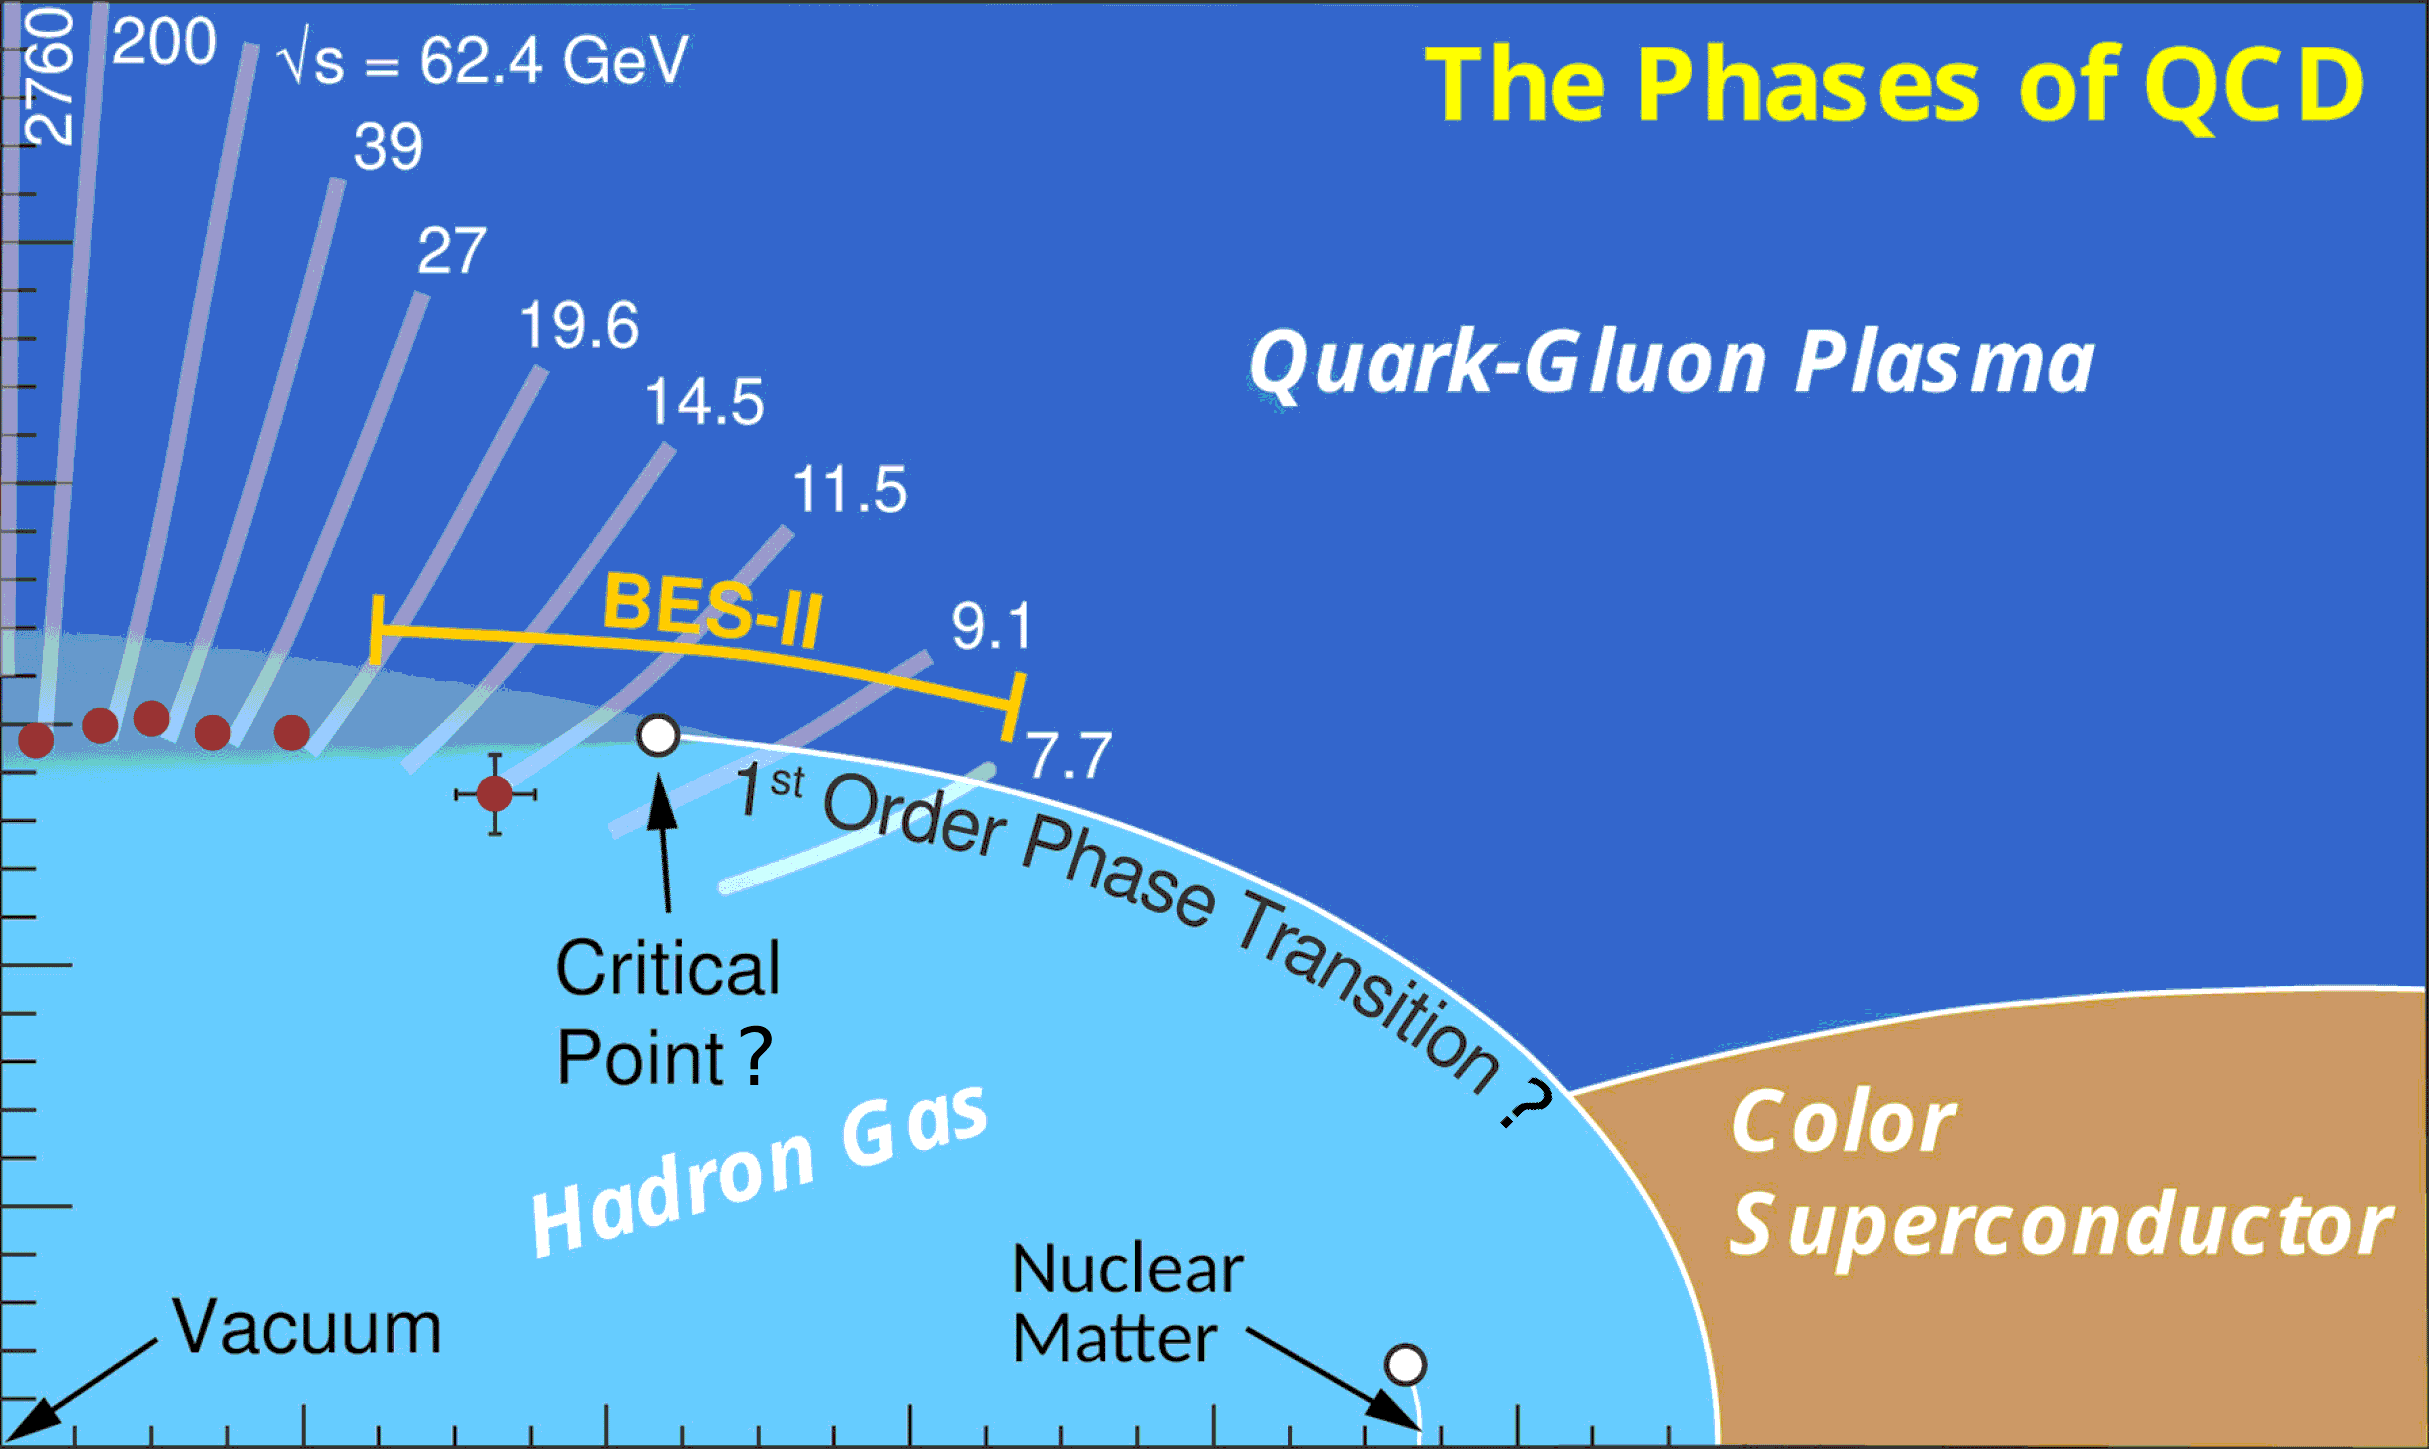 The Phases of QCD
2760
200
√s = 62.4 GeV
39
27
19.6
14.5
11.5
9.1
7.7
BES-II
Quark-Gluon Plasma
1st Order Phase Transition ?
Critical
Point ?
Hadron Gas
Color
Superconductor
Nuclear
Matter
Vacuum